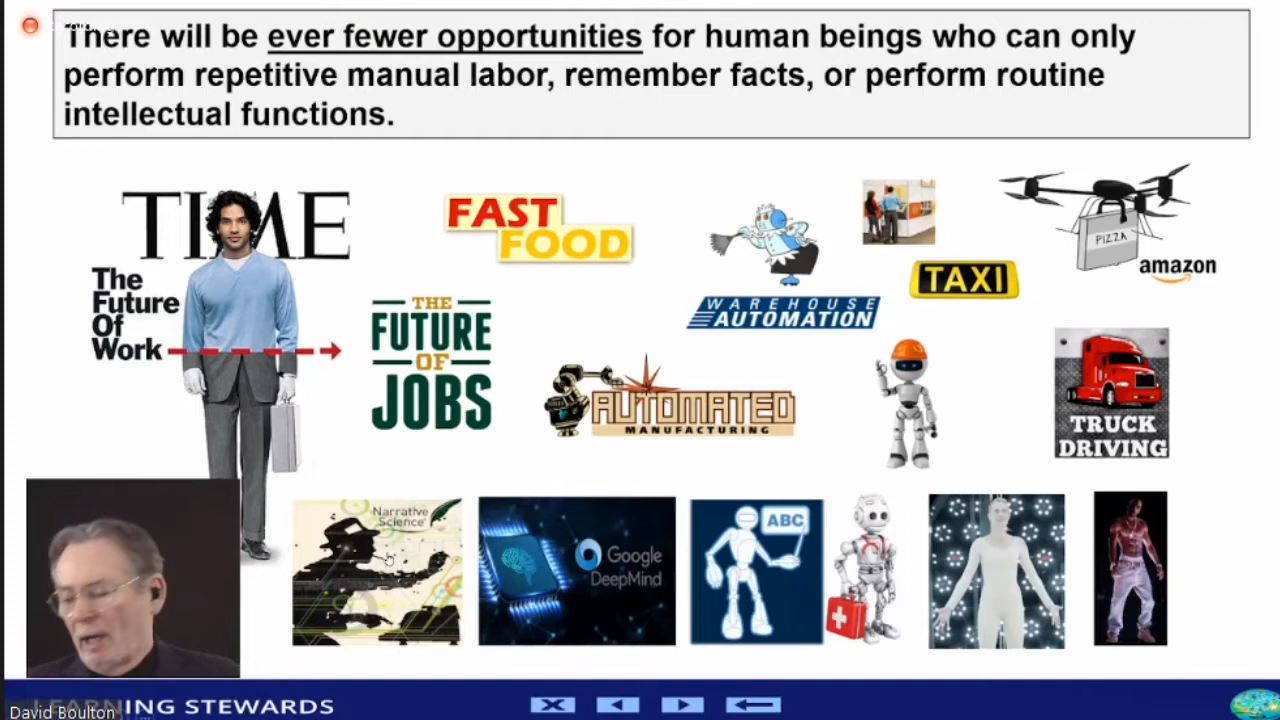 There will be ever fewer opportunities for human beings who can only
perform repetitive manual labor, remember facts, or perform routine
intellectual functions.
TIME
The
Future
Of
Work
FAST
FOOD
THE
FUTURE
OF
JOBS
WAREHOUSE
AUTOMATION
TAXI
PIZZA
amazon
AUTOMATED
MANUFACTURING
TRUCK
DRIVING
Narrative
Science
Google
DeepMind
ABC
LEARNING STEWARDS
David Boulton